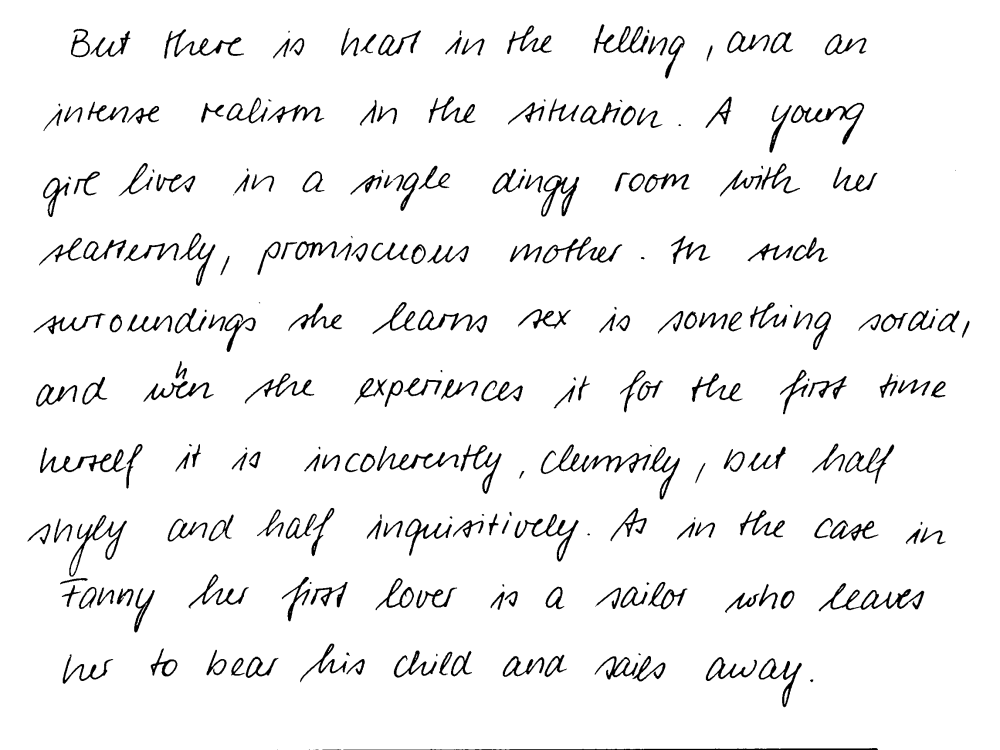 But there is heart in the telling, and an
intense realism in the situation. A young
girl lives in a single dingy room with her
slatternly, promiscuous mother. In such
surroundings she learns sex is something sordid,
and when she experiences it for the first time
herself it is incoherently, clumsily, but half
shyly and half inquisitively. As in the case in
Fanny her first lover is a sailor who leaves
her to bear his child and sails away.